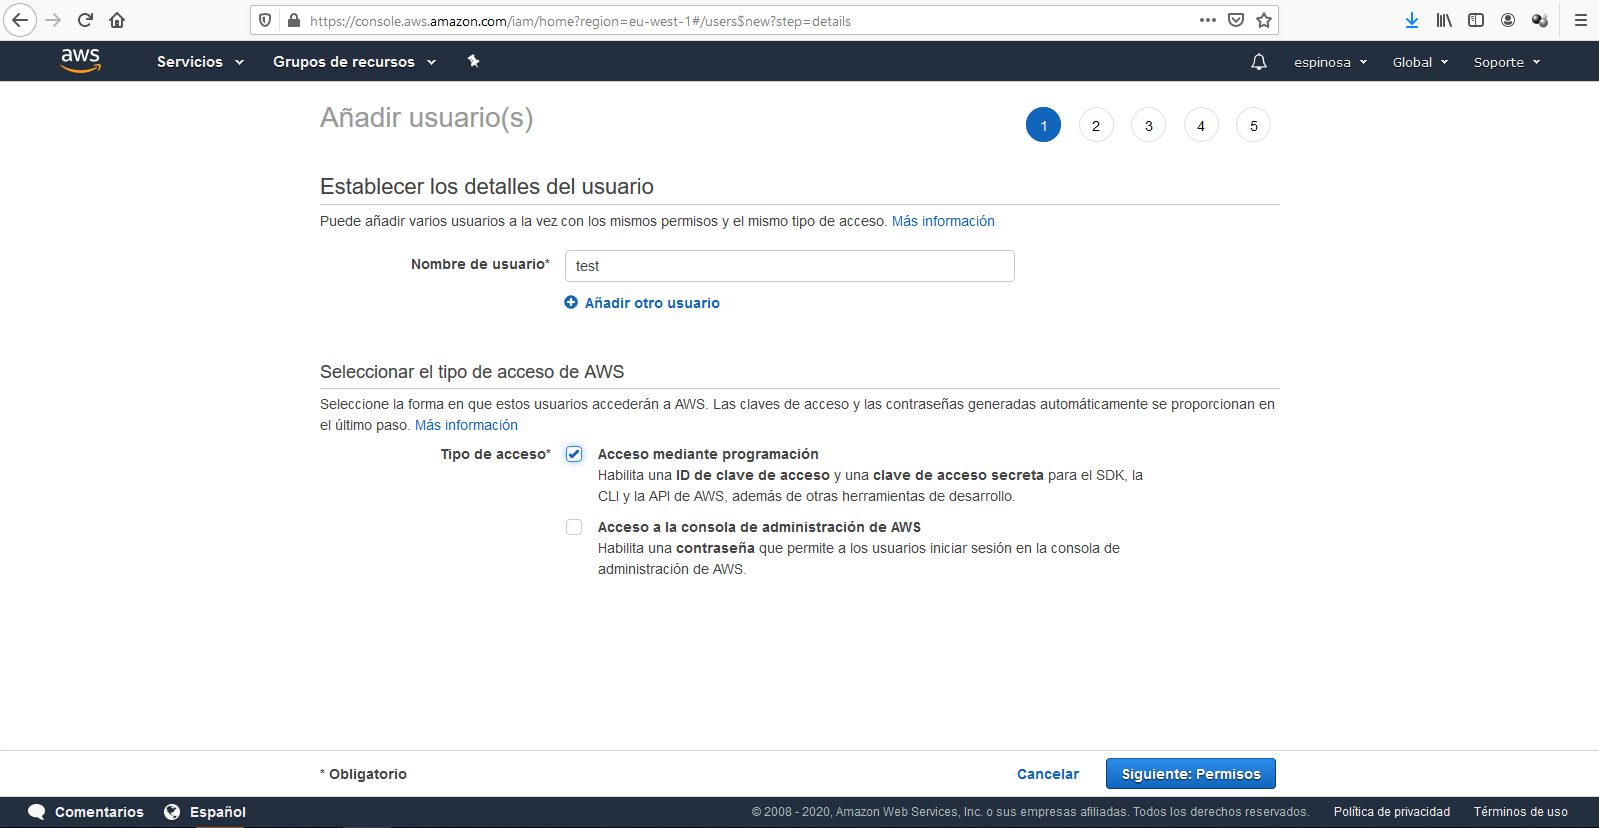 https://console.aws.amazon.com/iam/home?region=eu-west-1#/users$new?step=details
aws Servicios Grupos de recursos espinosa Global Soporte
Añadir usuario(s) 1 2 3 4 5
Establecer los detalles del usuario
Puede añadir varios usuarios a la vez con los mismos permisos y el mismo tipo de acceso. Más información
Nombre de usuario* test
Añadir otro usuario
Seleccionar el tipo de acceso de AWS
Seleccione la forma en que estos usuarios accederán a AWS. Las claves de acceso y las contraseñas generadas automáticamente se proporcionan en
el último paso. Más información
Tipo de acceso* Acceso mediante programación
Habilita una ID de clave de acceso y una clave de acceso secreta para el SDK, la
CLI y la API de AWS, además de otras herramientas de desarrollo.
Acceso a la consola de administración de AWS
Habilita una contraseña que permite a los usuarios iniciar sesión en la consola de
administración de AWS.
* Obligatorio Cancelar Siguiente: Permisos
Comentarios Español © 2008 - 2020, Amazon Web Services, Inc. o sus empresas afiliadas. Todos los derechos reservados. Política de privacidad Términos de uso